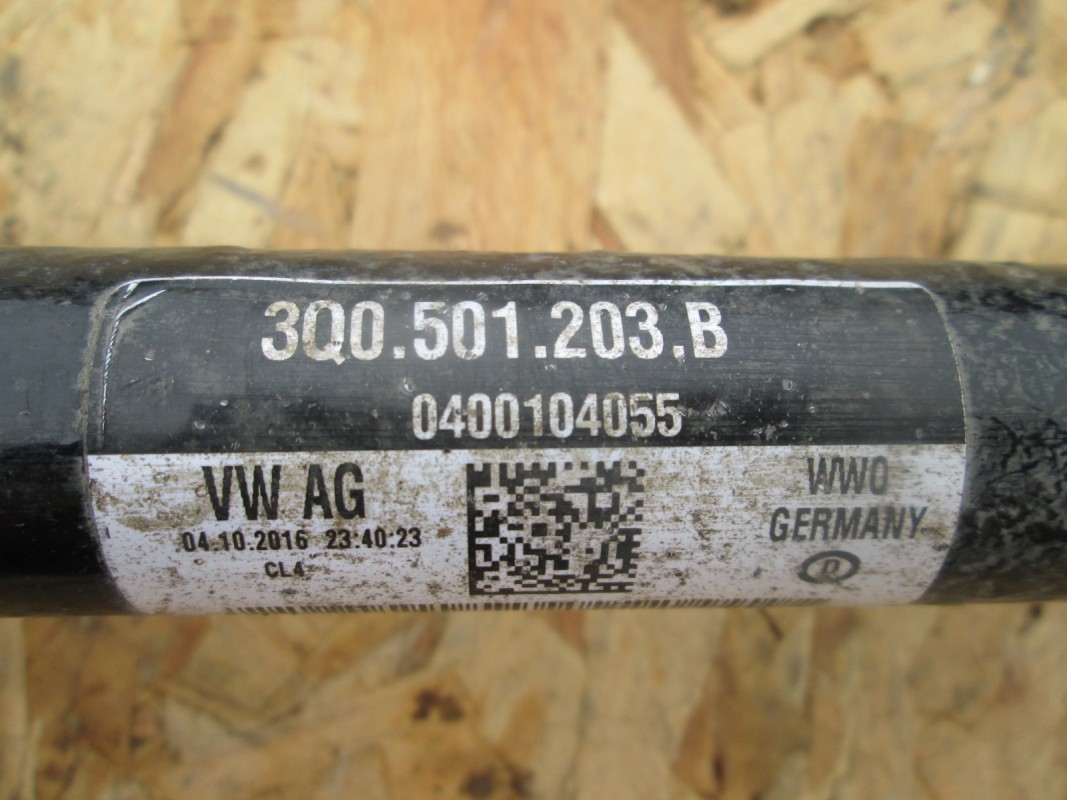 3Q0.501.203.B
0400104055
VW AG
04.10.2016 23:40:23
CL4
WWO
GERMANY